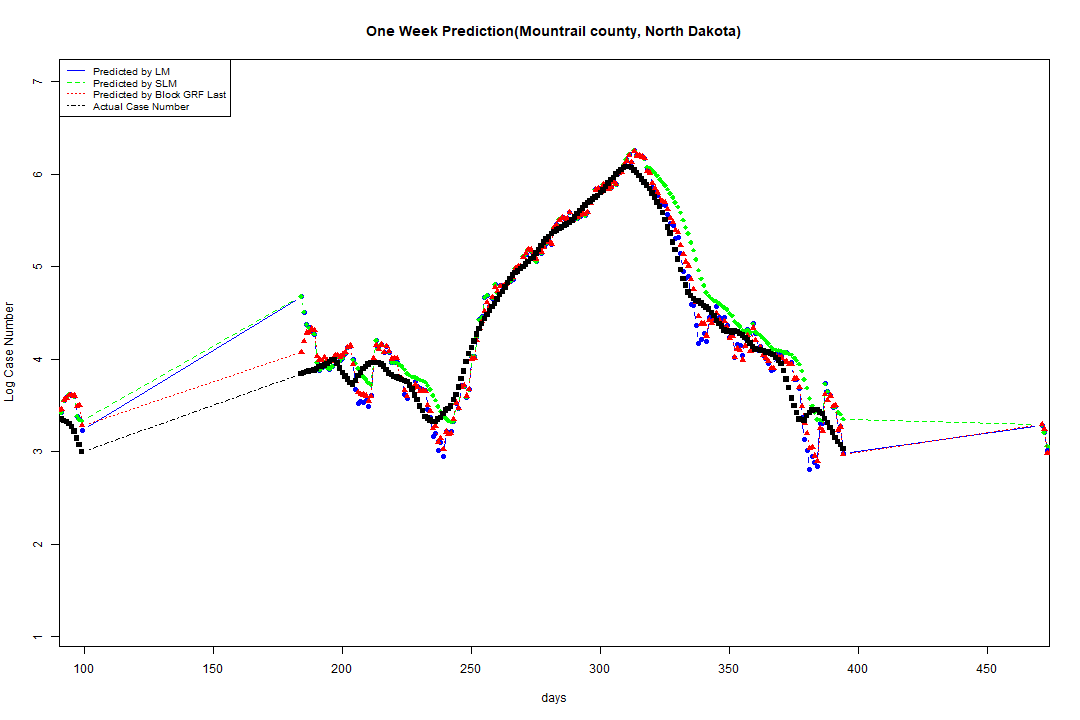 One Week Prediction(Mountrail county, North Dakota)
Predicted by LM
Predicted by SLM
Predicted by Block GRF Last
Actual Case Number
7
6
5
4
3
2
1
Log Case Number
100 150 200 250 300 350 400 450
days